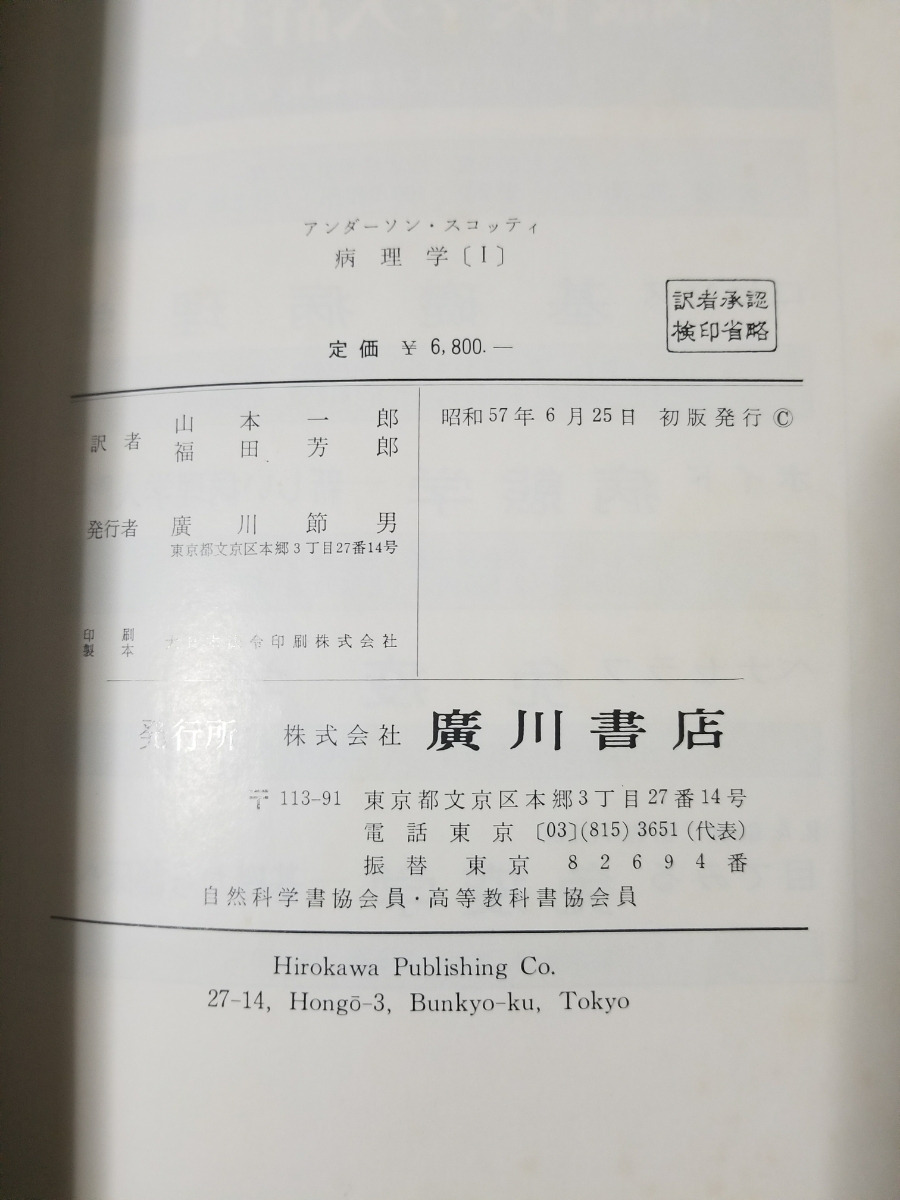 アンダーソン・スコッティ
病理学〔Ⅰ〕
訳者承認
検印省略
定価 ¥ 6,800.—
訳者 山本一郎
福田芳郎
昭和57年6月25日 初版発行 ©
発行者 廣川節男
東京都文京区本郷3丁目27番14号
印刷
製本
印刷株式会社
発行所 株式会社 廣川書店
〒113-91 東京都文京区本郷3丁目27番14号
電話東京〔03〕(815)3651(代表)
振替 東京 82694番
自然科学書協会会員・高等教科書協会会員
Hirokawa Publishing Co.
27-14, Hongō-3, Bunkyo-ku, Tokyo